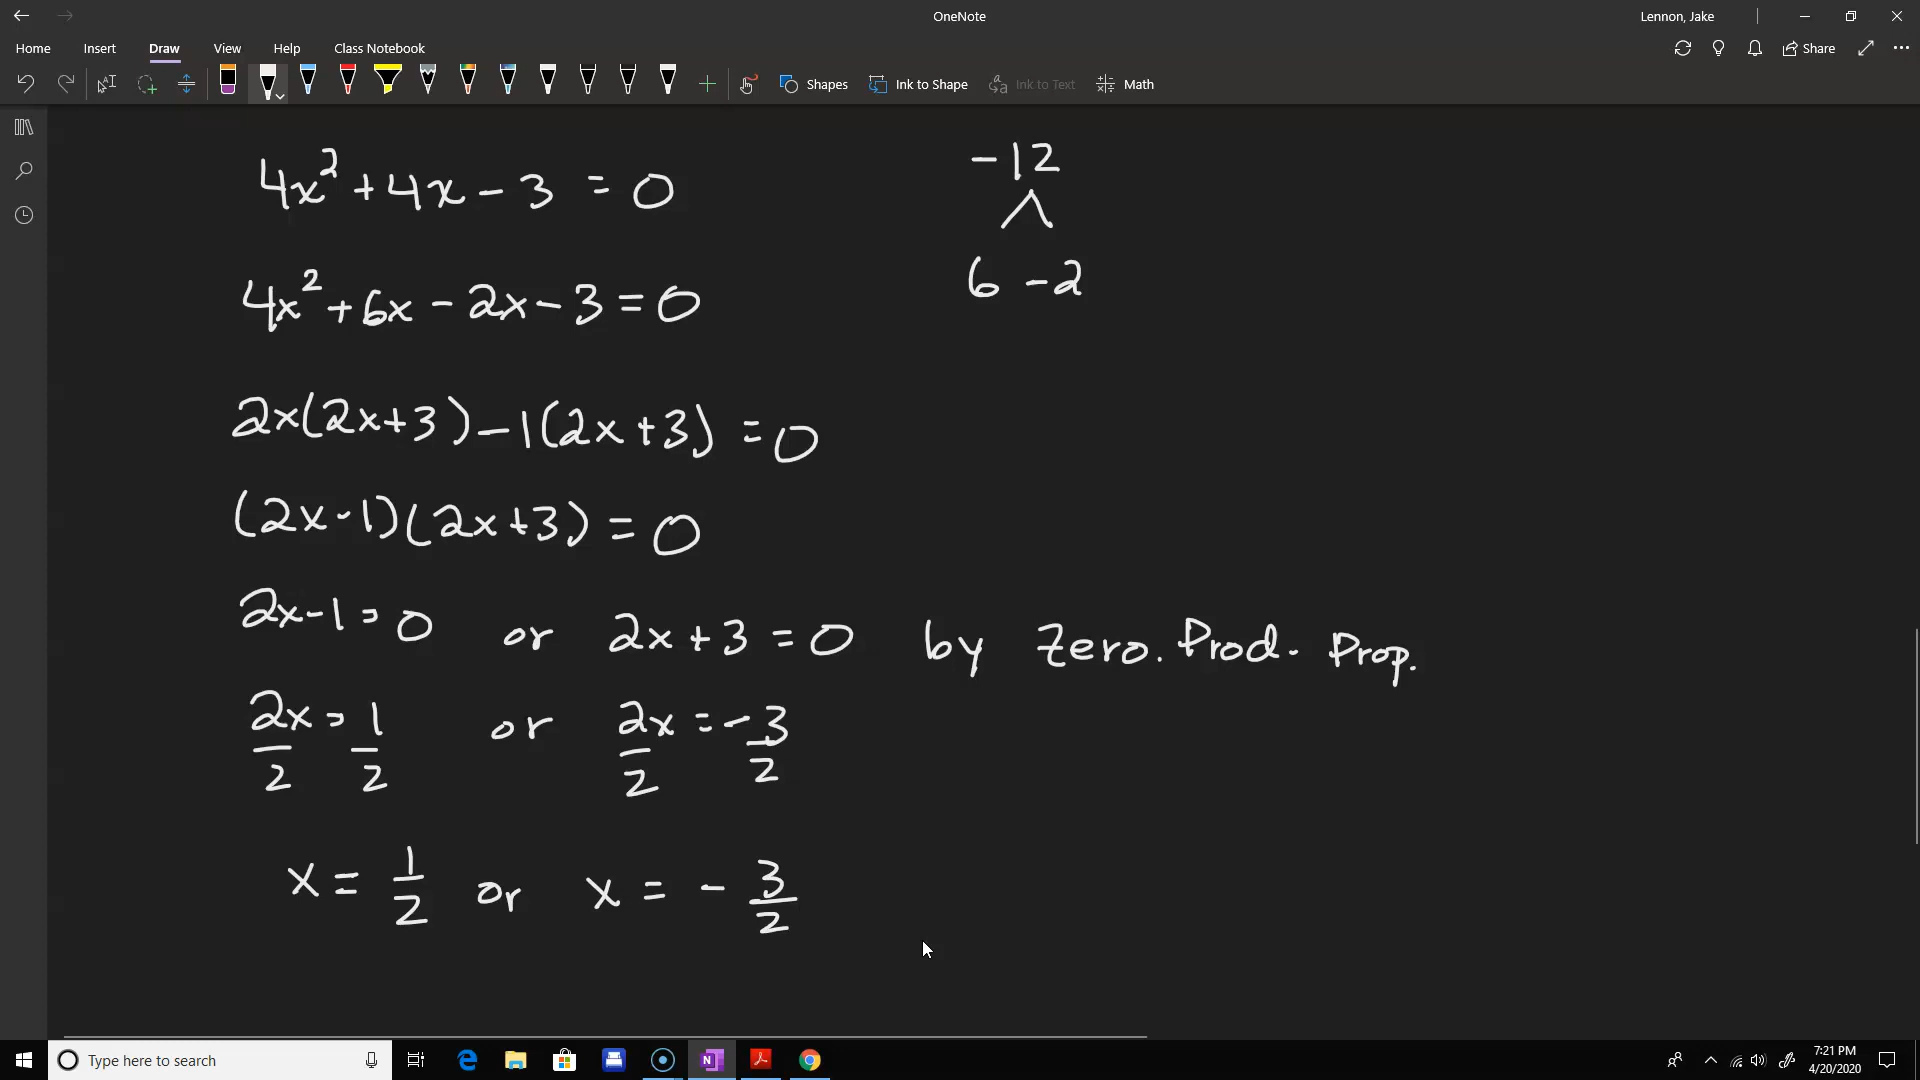 OneNote
Lennon, Jake
Home Insert Draw View Help Class Notebook
Share
Shapes Ink to Shape Ink to Text Math
4x² + 4x - 3 = 0
-12
6 -2
4x² + 6x - 2x - 3 = 0
2x(2x+3) - 1(2x+3) = 0
(2x-1)(2x+3) = 0
2x-1=0 or 2x+3=0 by Zero. Prod. Prop.
2x/2 = 1/2 or 2x/2 = -3/2
x = 1/2 or x = - 3/2
Type here to search
7:21 PM
4/20/2020